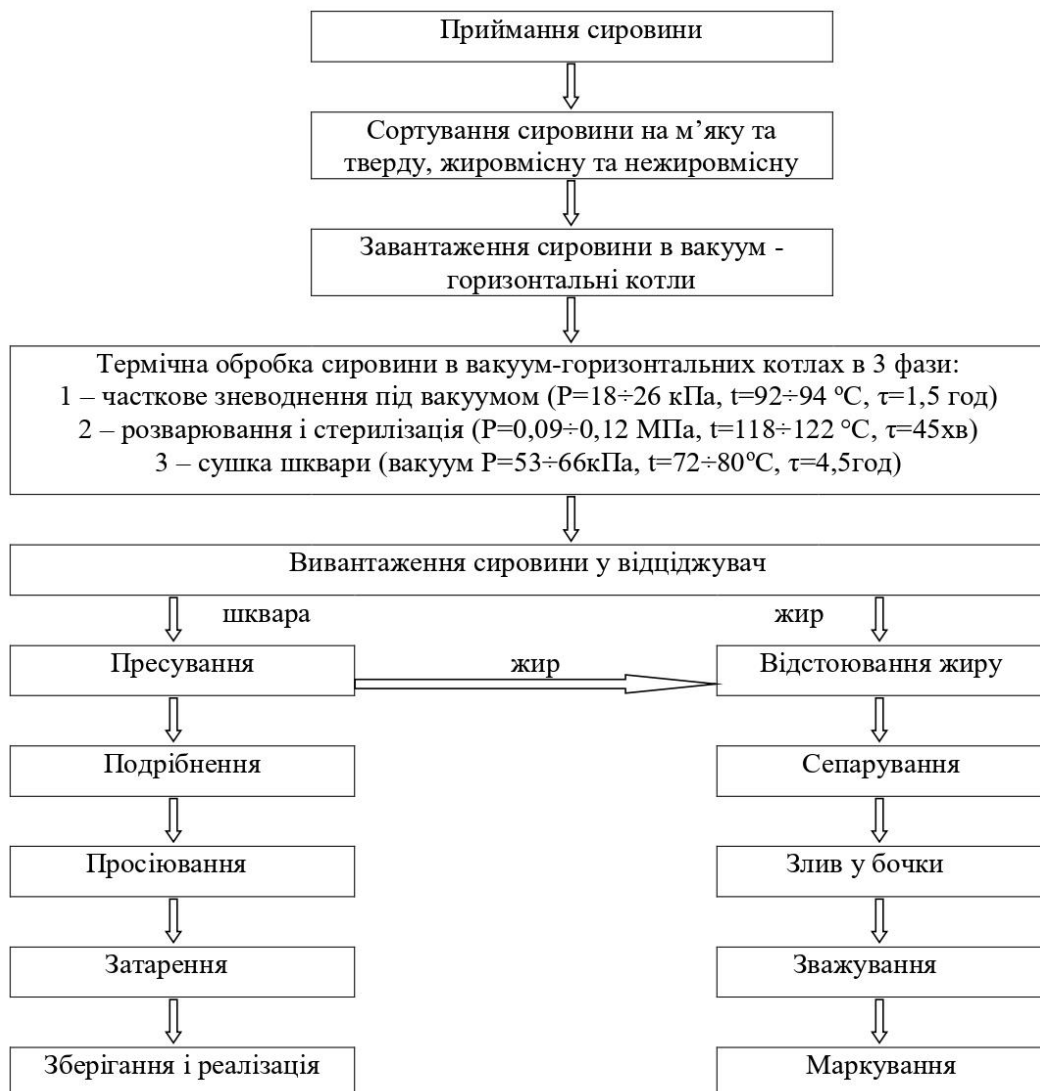 Приймання сировини
Сортування сировини на м’яку та
тверду, жировмісну та нежировмісну
Завантаження сировини в вакуум -
горизонтальні котли
Термічна обробка сировини в вакуум-горизонтальних котлах в 3 фази:
1 – часткове зневоднення під вакуумом (Р=18÷26 кПа, t=92÷94 ºС, τ=1,5 год)
2 – розварювання і стерилізація (Р=0,09÷0,12 МПа, t=118÷122 °С, τ=45хв)
3 – сушка шквари (вакуум Р=53÷66кПа, t=72÷80ºС, τ=4,5год)
Вивантаження сировини у відціджувач
шквара
жир
Пресування
жир
Відстоювання жиру
Подрібнення
Сепарування
Просіювання
Злив у бочки
Затарення
Зважування
Зберігання і реалізація
Маркування